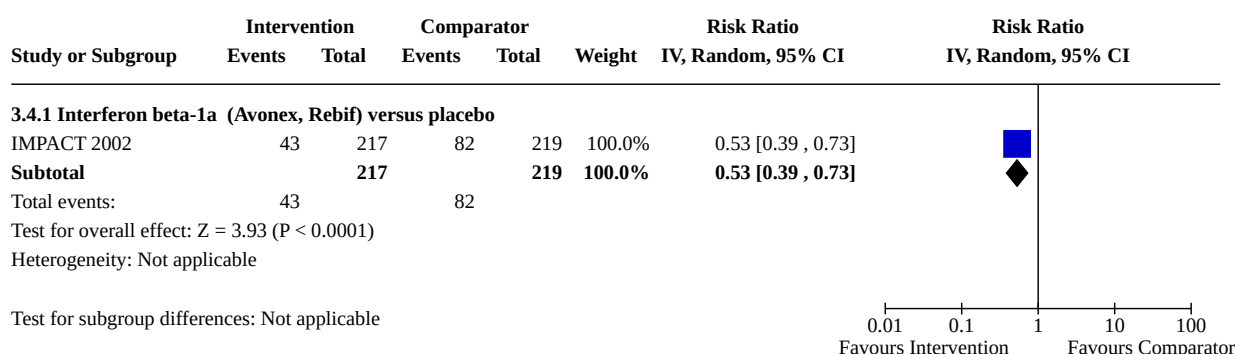 Intervention Comparator Risk Ratio Risk Ratio
Study or Subgroup Events Total Events Total Weight IV, Random, 95% CI IV, Random, 95% CI
3.4.1 Interferon beta-1a (Avonex, Rebif) versus placebo
IMPACT 2002 43 217 82 219 100.0% 0.53 [0.39 , 0.73]
Subtotal 217 219 100.0% 0.53 [0.39 , 0.73]
Total events: 43 82
Test for overall effect: Z = 3.93 (P < 0.0001)
Heterogeneity: Not applicable
Test for subgroup differences: Not applicable
0.01 0.1 1 10 100
Favours Intervention Favours Comparator